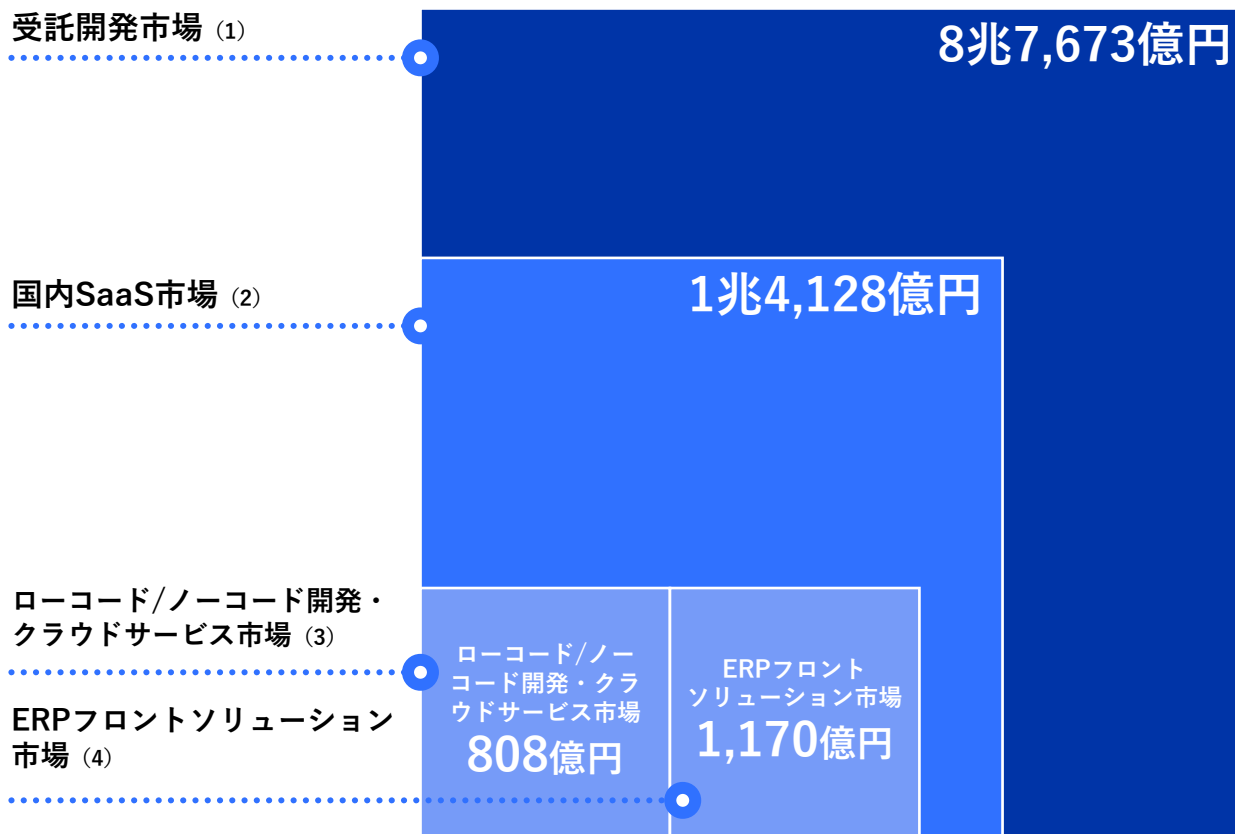 受託開発市場（1）
8兆7,673億円
国内SaaS市場（2）
1兆4,128億円
ローコード/ノーコード開発・
クラウドサービス市場（3）
ERPフロントソリューション
市場（4）
ローコード/ノー
コード開発・クラ
ウドサービス市場
808億円
ERPフロント
ソリューション市場
1,170億円